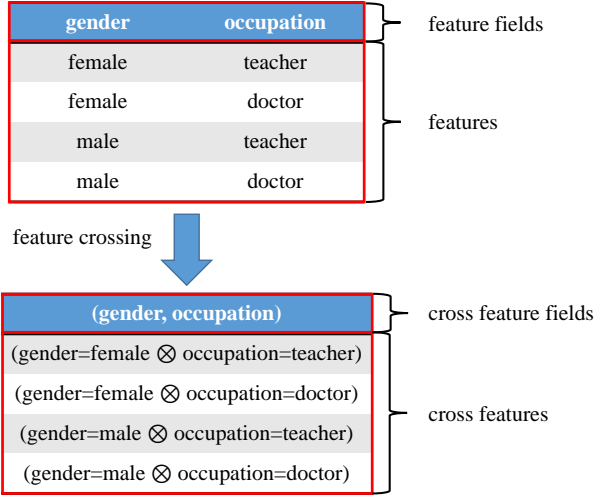 gender occupation feature fields
female teacher
female doctor
features
male teacher
male doctor
feature crossing
(gender, occupation) cross feature fields
(gender=female ⊗ occupation=teacher)
(gender=female ⊗ occupation=doctor)
cross features
(gender=male ⊗ occupation=teacher)
(gender=male ⊗ occupation=doctor)